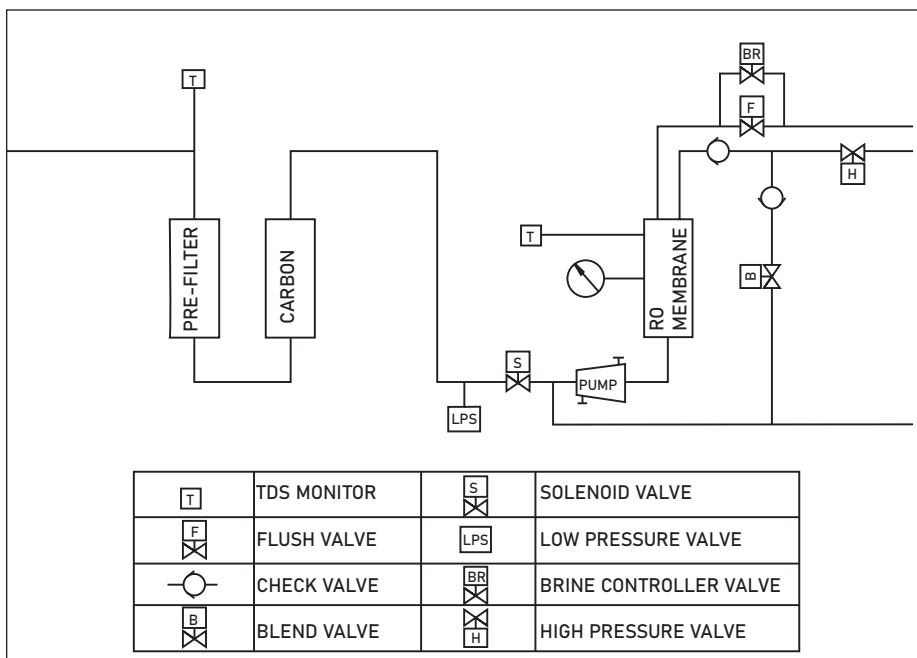 BR
T
F
H
PRE-FILTER
CARBON
T
RO
MEMBRANE
B
S
PUMP
LPS
T
TDS MONITOR
S
SOLENOID VALVE
F
FLUSH VALVE
LPS
LOW PRESSURE VALVE
CHECK VALVE
BR
BRINE CONTROLLER VALVE
B
BLEND VALVE
H
HIGH PRESSURE VALVE